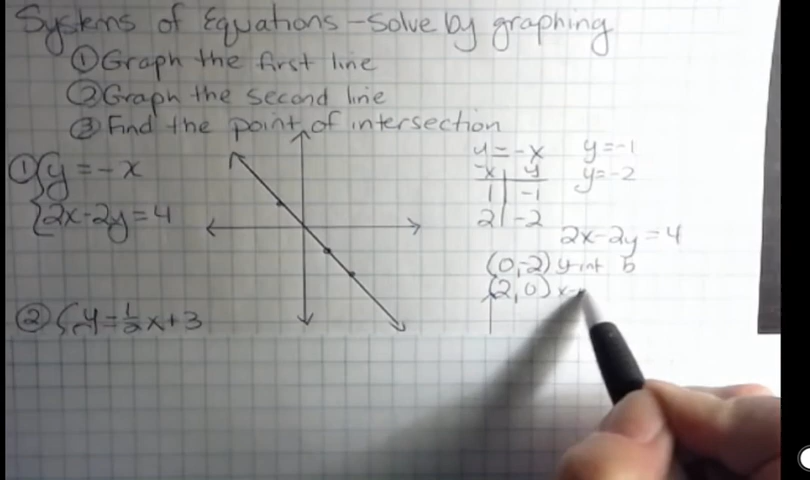 Systems of Equations - Solve by graphing
① Graph the first line
② Graph the second line
③ Find the point of intersection
① { y = -x
2x-2y=4
② { y = 1/2 x + 3
y = -x
x | y
1 | -1
2 | -2
y = -1
y = -2
2x-2y=4
(0,-2) y-int b
(2,0) x-